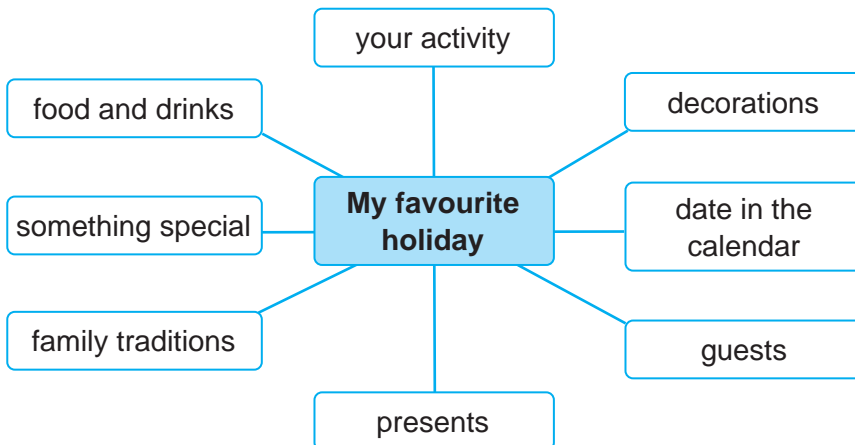 your activity
food and drinks
decorations
My favourite
holiday
something special
date in the
calendar
family traditions
guests
presents